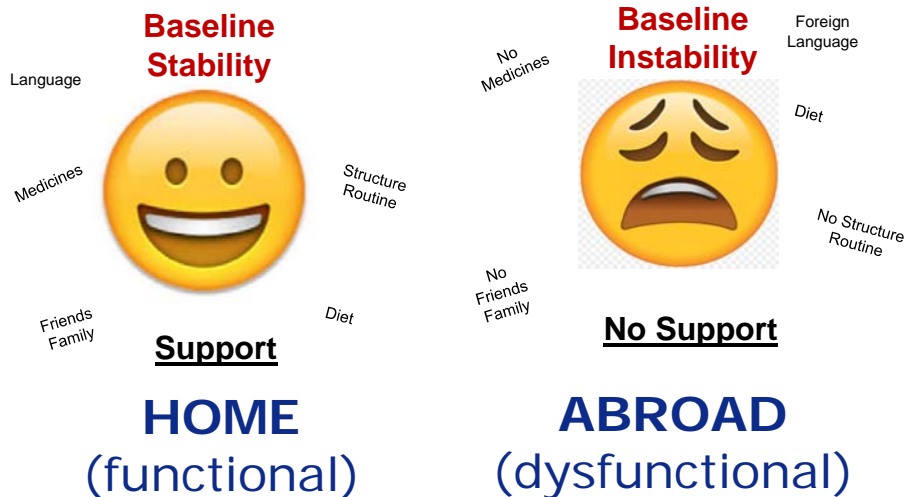 Baseline
Stability
Language
Medicines
Structure
Routine
Friends
Family
Diet
Support
HOME
(functional)
Baseline
Instability
Foreign
Language
No
Medicines
Diet
No Structure
Routine
No
Friends
Family
No Support
ABROAD
(dysfunctional)